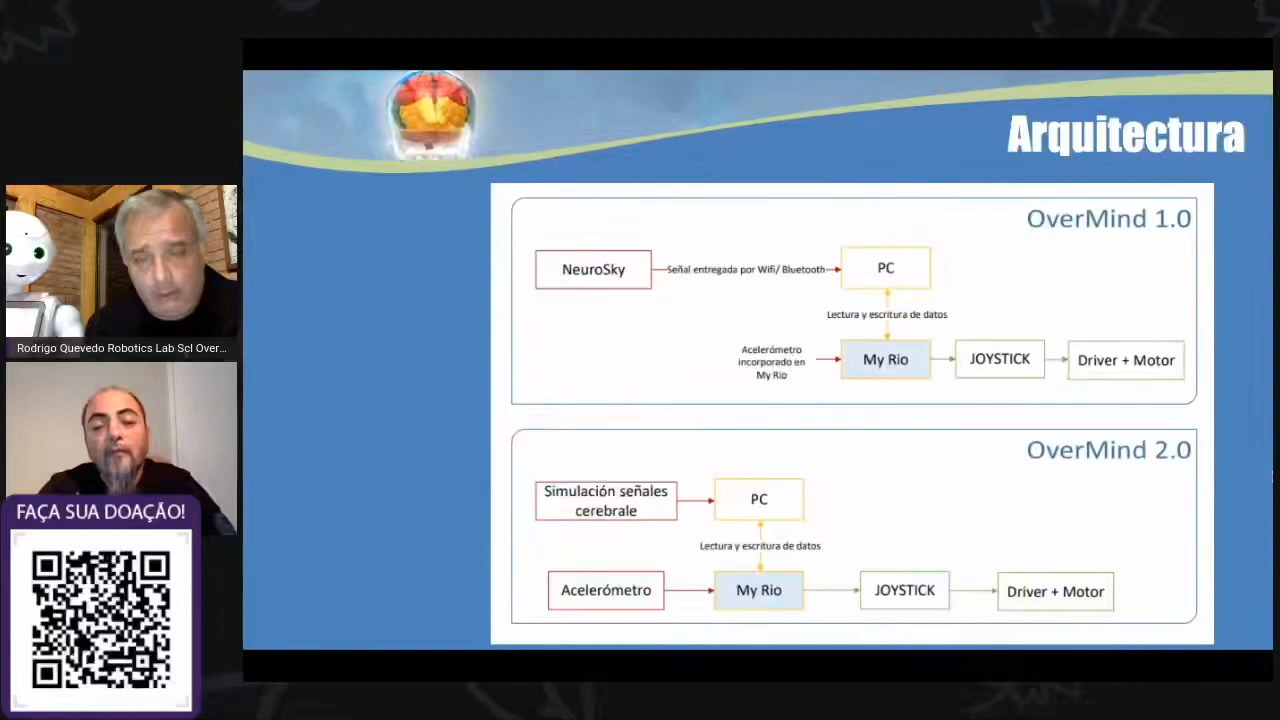 Arquitectura
OverMind 1.0
NeuroSky
Señal entregada por Wifi/ Bluetooth
PC
Lectura y escritura de datos
Acelerómetro
incorporado en
My Rio
My Rio
JOYSTICK
Driver + Motor
OverMind 2.0
Simulación señales
cerebrale
PC
Lectura y escritura de datos
Acelerómetro
My Rio
JOYSTICK
Driver + Motor
Rodrigo Quevedo Robotics Lab Scl Over...
FAÇA SUA DOAÇÃO!